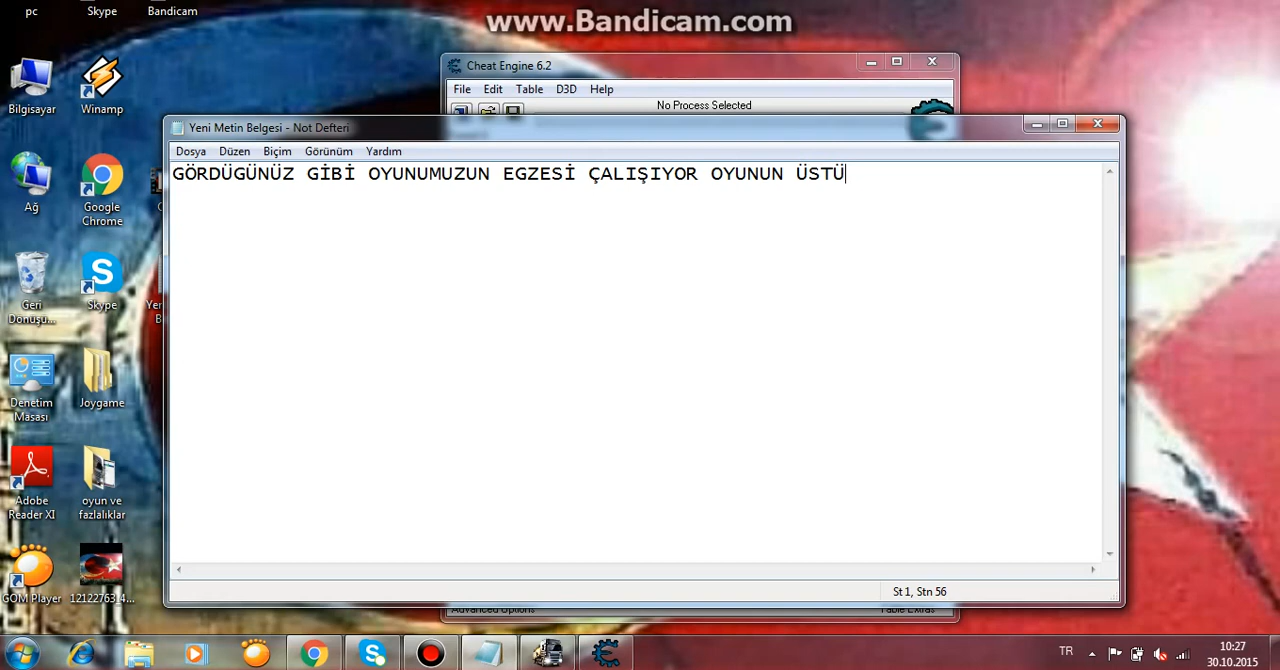 www.Bandicam.com
pc
Skype
Bandicam
Bilgisayar
Winamp
Ağ
Google Chrome
Geri Dönüşü...
Skype
Denetim Masası
Joygame
Adobe Reader XI
oyun ve fazlalıklar
GOM Player
12122763_4...
Cheat Engine 6.2
File Edit Table D3D Help
No Process Selected
Yeni Metin Belgesi - Not Defteri
Dosya Düzen Biçim Görünüm Yardım
GÖRDÜGÜNÜZ GİBİ OYUNUMUZUN EGZESİ ÇALIŞIYOR OYUNUN ÜSTÜ
St 1, Stn 56
Advanced Options
Table Extras
TR
10:27
30.10.2015